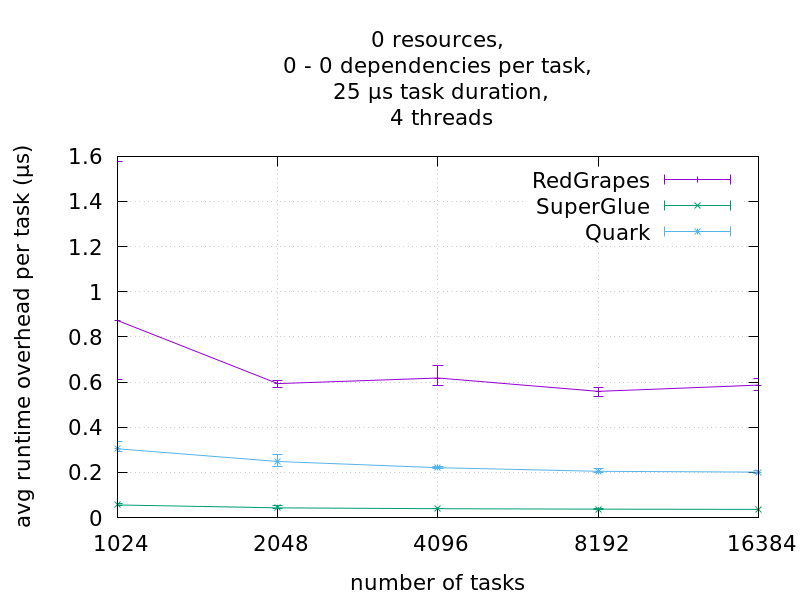 0 resources,
0 - 0 dependencies per task,
25 µs task duration,
4 threads
avg runtime overhead per task (µs)
1.6
1.4
1.2
1
0.8
0.6
0.4
0.2
0
RedGrapes
SuperGlue
Quark
1024 2048 4096 8192 16384
number of tasks